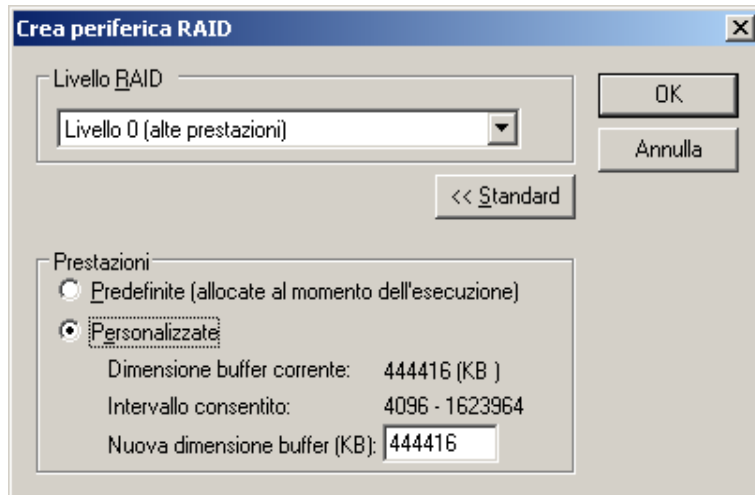 Crea periferica RAID
Livello RAID
Livello 0 (alte prestazioni)
OK
Annulla
<< Standard
Prestazioni
Predefinite (allocate al momento dell'esecuzione)
Personalizzate
Dimensione buffer corrente: 444416 (KB )
Intervallo consentito: 4096 - 1623964
Nuova dimensione buffer (KB): 444416